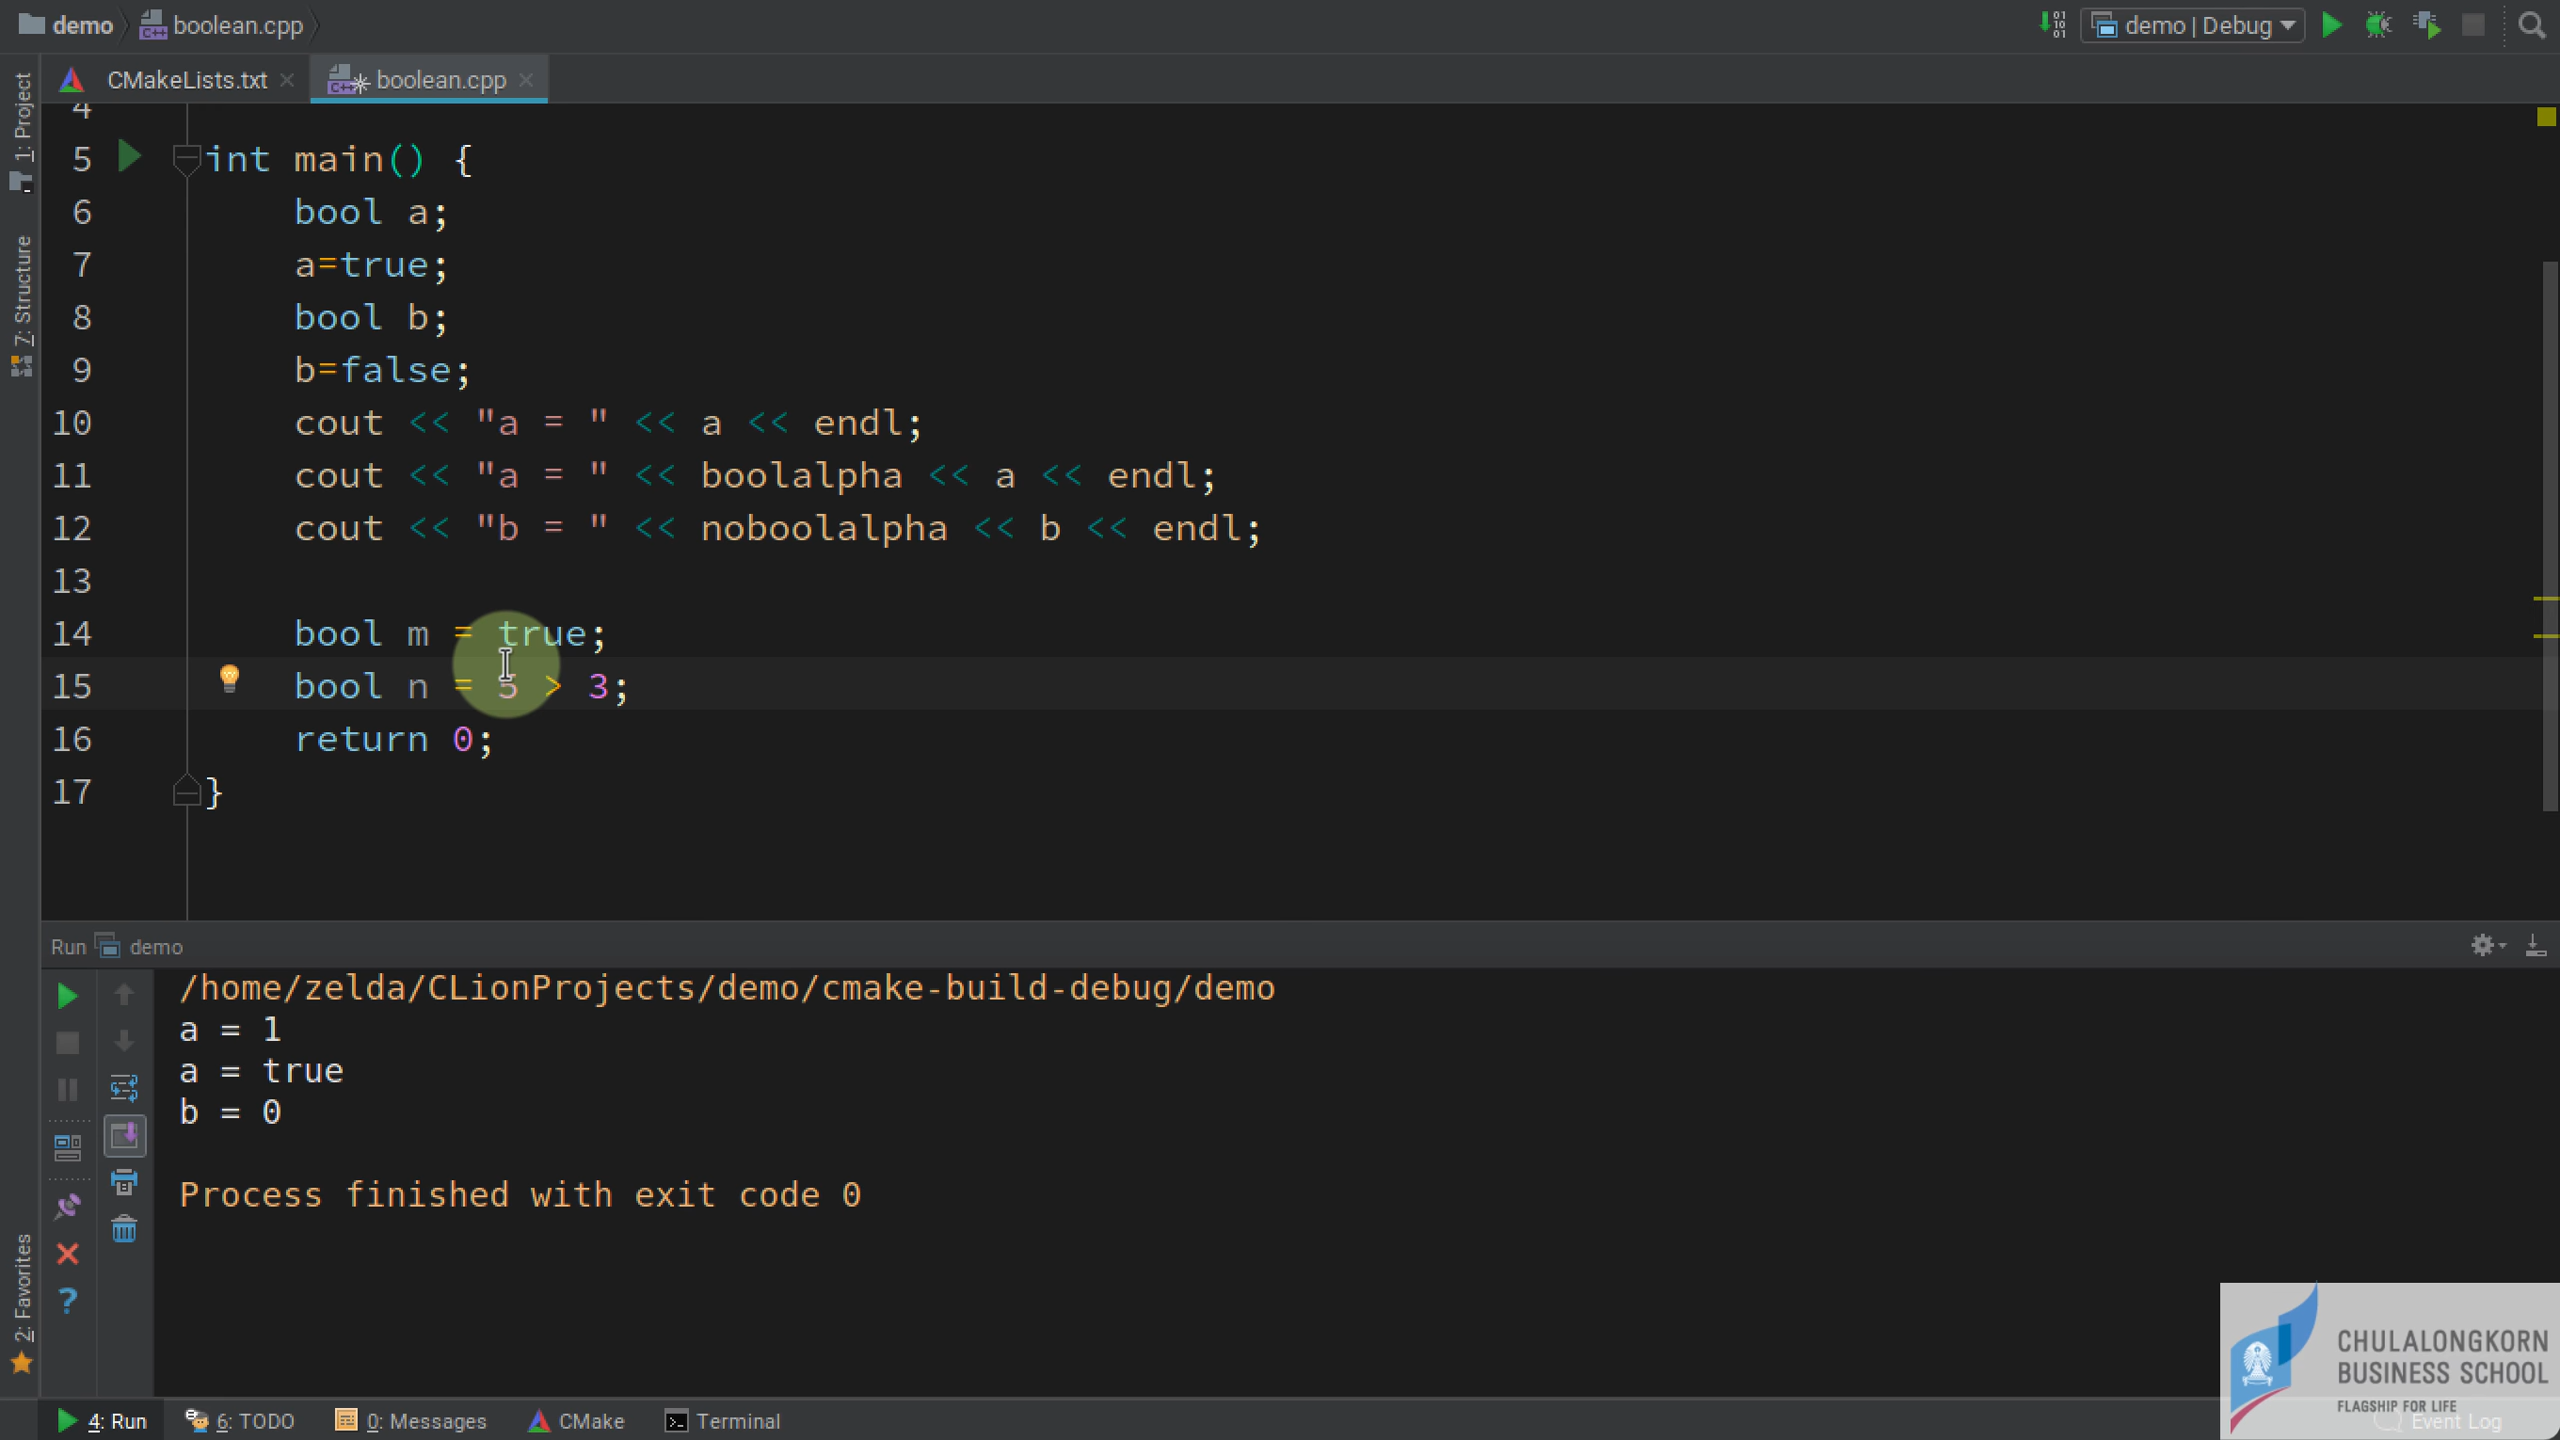 demo boolean.cpp demo | Debug
CMakeLists.txt boolean.cpp
1: Project
7: Structure
2: Favorites
4
5 int main() {
6 bool a;
7 a=true;
8 bool b;
9 b=false;
10 cout << "a = " << a << endl;
11 cout << "a = " << boolalpha << a << endl;
12 cout << "b = " << noboolalpha << b << endl;
13
14 bool m = true;
15 bool n = 5 > 3;
16 return 0;
17 }
Run demo
/home/zelda/CLionProjects/demo/cmake-build-debug/demo
a = 1
a = true
b = 0
Process finished with exit code 0
CHULALONGKORN
BUSINESS SCHOOL
FLAGSHIP FOR LIFE
4: Run 6: TODO 0: Messages CMake Terminal Event Log